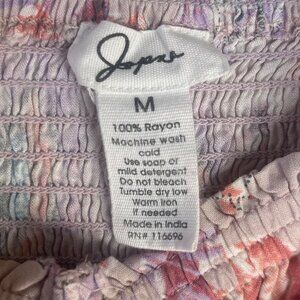 M
100% Rayon
Machine wash
cold
Use soap or
mild detergent
Do not bleach
Tumble dry low
Warm iron
if needed
Made in India
RN# 116696